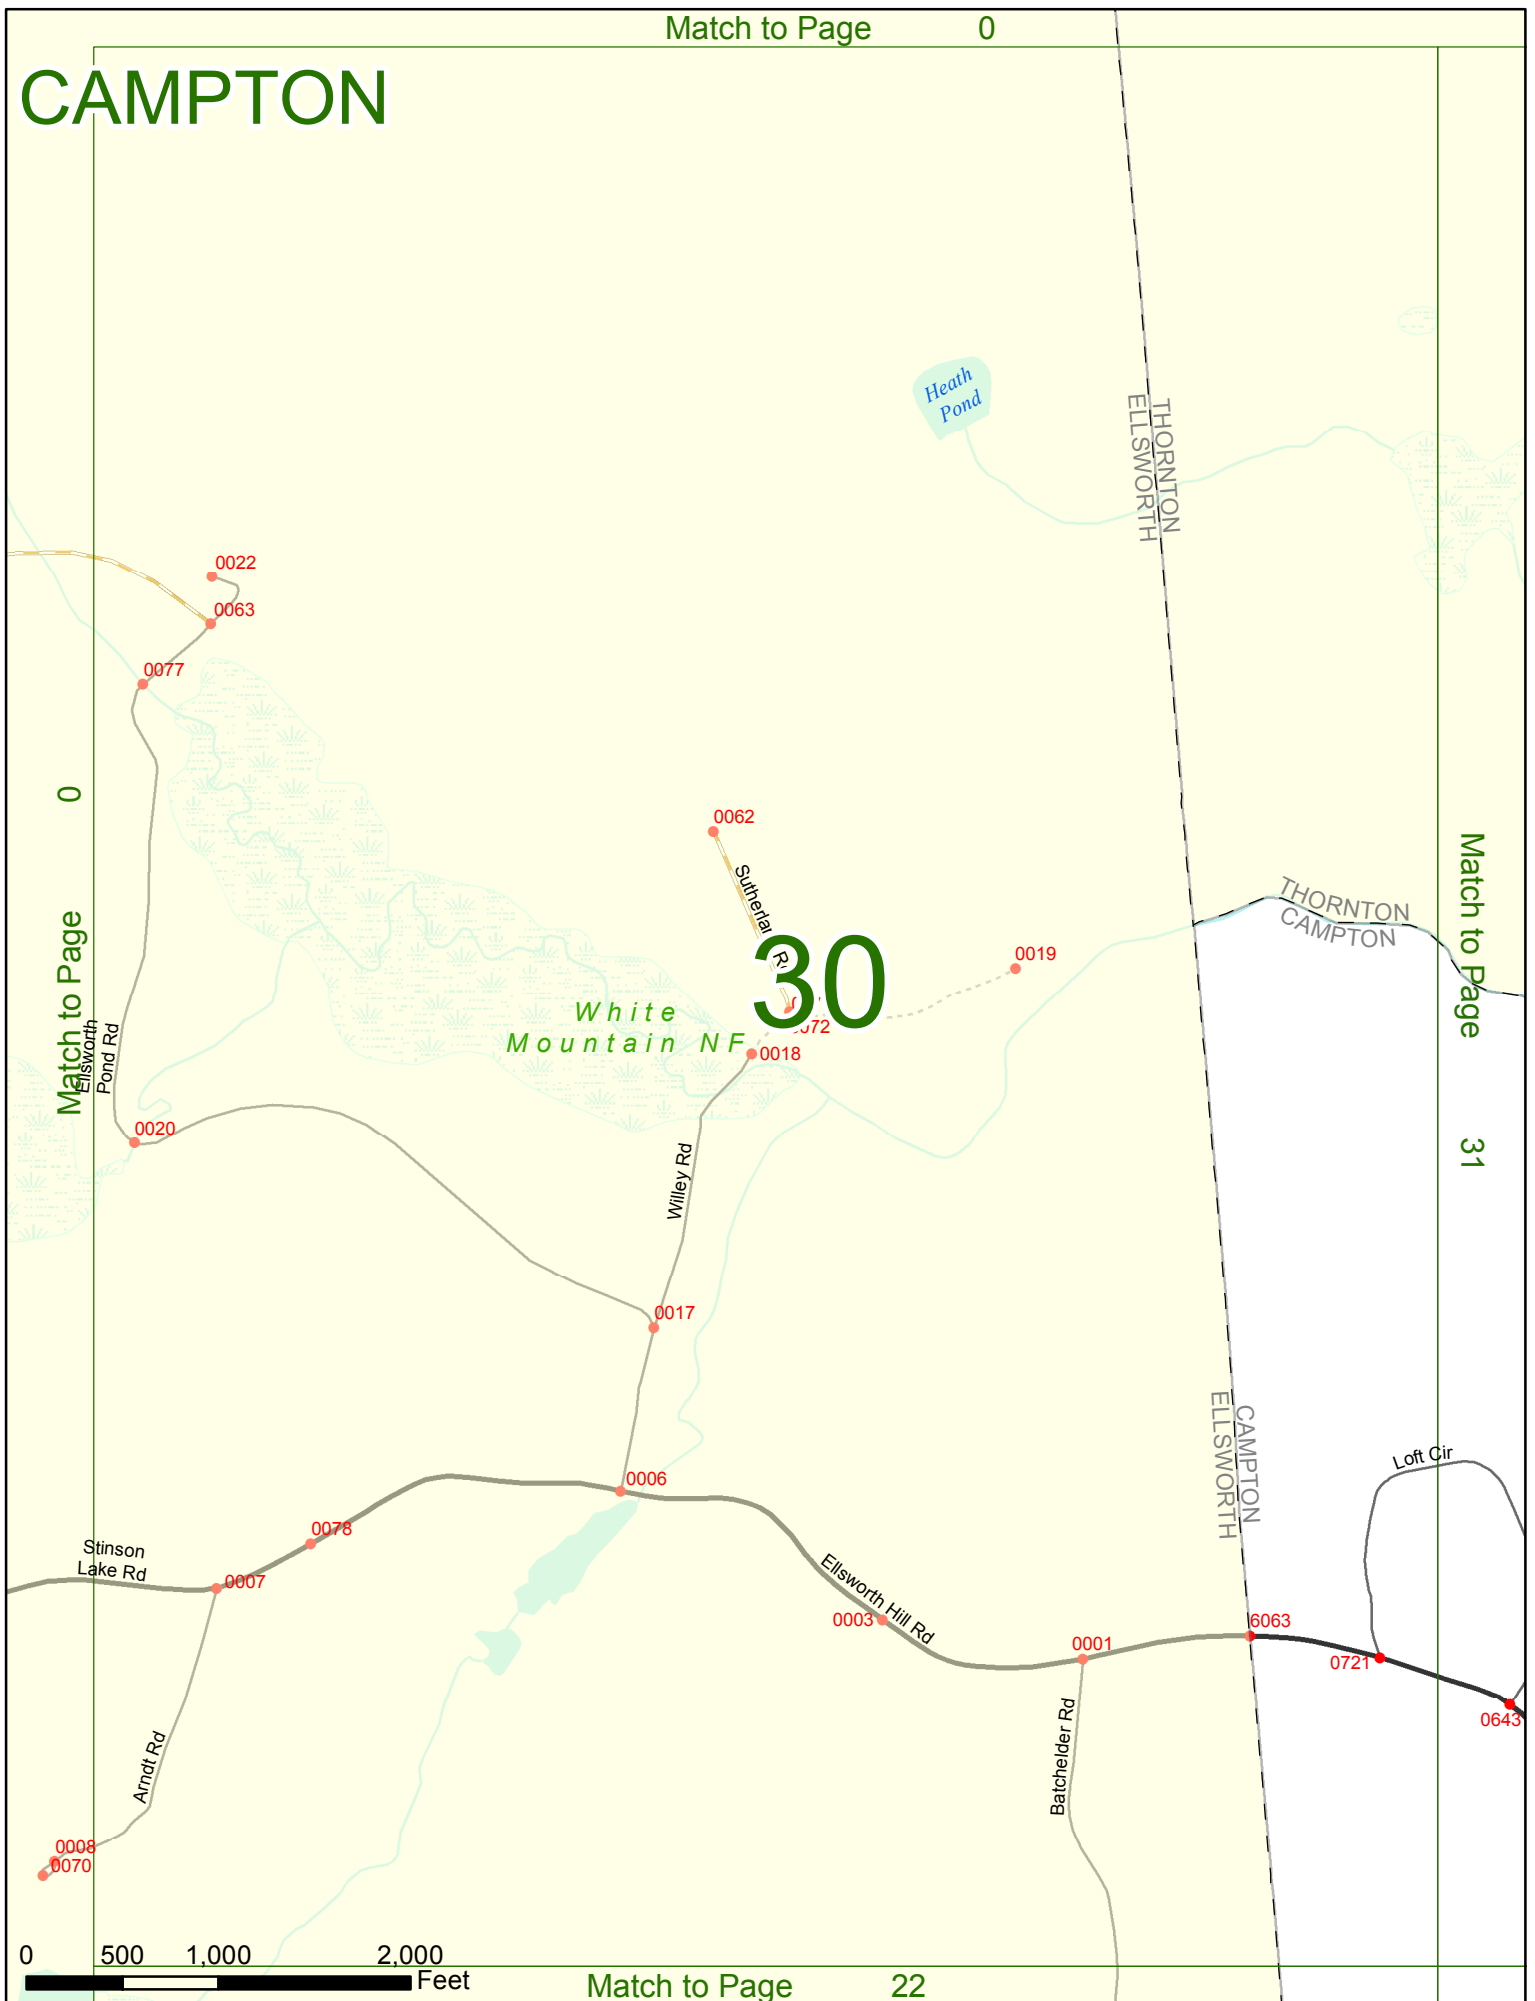 Match to Page 0
CAMPTON
Heath
Pond
THORNTON
ELLSWORTH
0022
0063
0077
0
Match to Page
0062
30
0019
THORNTON
CAMPTON
Match to Page
31
White
Mountain NF
0018
Ellsworth
Pond Rd
0020
Willey Rd
0017
CAMPTON
ELLSWORTH
Loft Cir
0006
0078
Stinson
Lake Rd
0007
Ellsworth Hill Rd
0003
0001
6063
0721
0643
Batchelder Rd
Arndt Rd
0008
0070
0 500 1,000 2,000
Feet
Match to Page 22